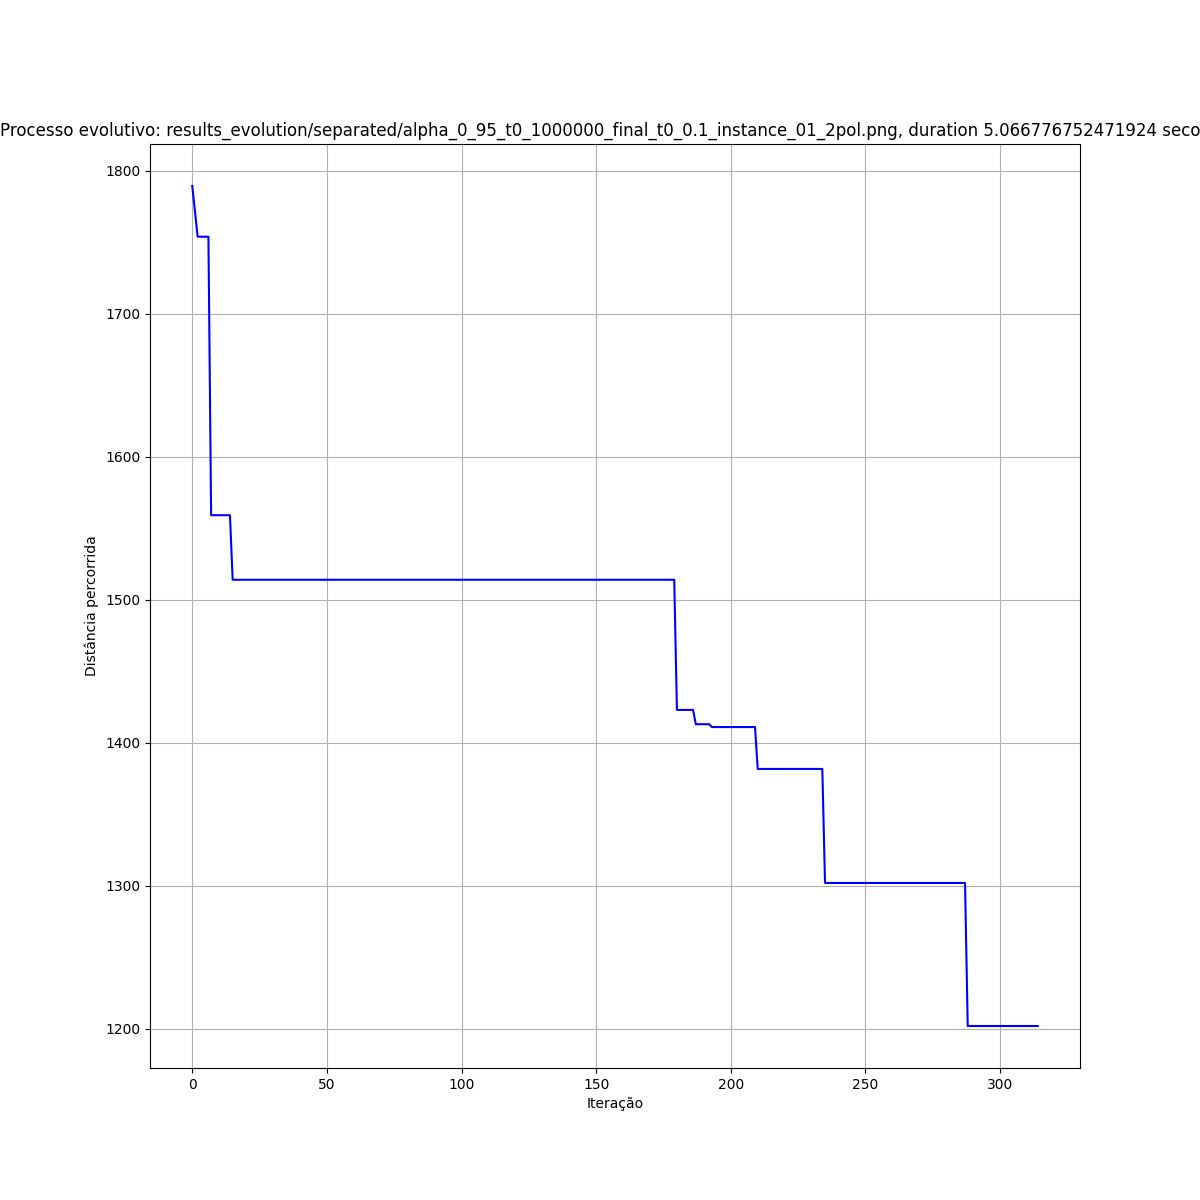 Processo evolutivo: results_evolution/separated/alpha_0_95_t0_1000000_final_t0_0.1_instance_01_2pol.png, duration 5.066776752471924 seco
1800
1700
1600
1500
1400
1300
1200
Distância percorrida
0 50 100 150 200 250 300
Iteração